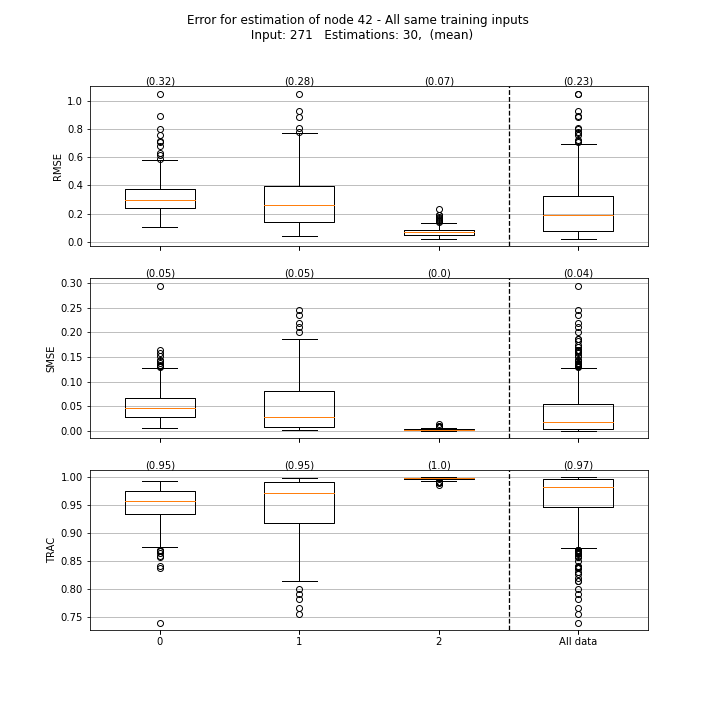 Error for estimation of node 42 - All same training inputs
Input: 271   Estimations: 30,  (mean)
(0.32) (0.28) (0.07) (0.23)
1.0
0.8
0.6
0.4
0.2
0.0
RMSE
(0.05) (0.05) (0.0) (0.04)
0.30
0.25
0.20
0.15
0.10
0.05
0.00
SMSE
(0.95) (0.95) (1.0) (0.97)
1.00
0.95
0.90
0.85
0.80
0.75
TRAC
0 1 2 All data